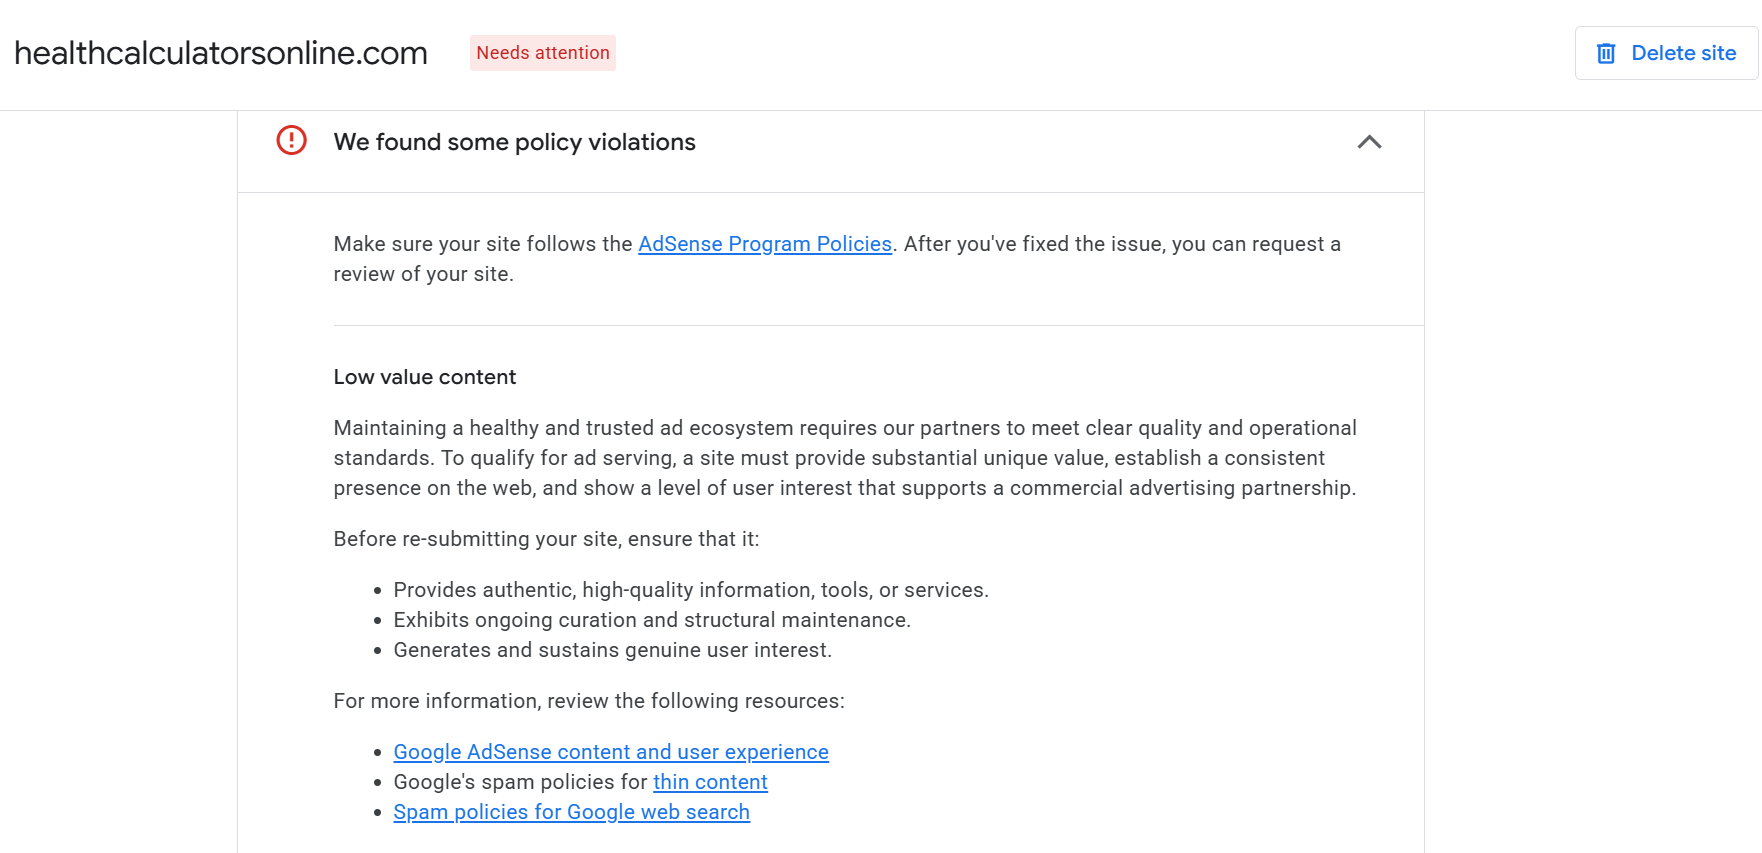 healthcalculatorsonline.com
Needs attention
Delete site
We found some policy violations
Make sure your site follows the AdSense Program Policies. After you've fixed the issue, you can request a
review of your site.
Low value content
Maintaining a healthy and trusted ad ecosystem requires our partners to meet clear quality and operational
standards. To qualify for ad serving, a site must provide substantial unique value, establish a consistent
presence on the web, and show a level of user interest that supports a commercial advertising partnership.
Before re-submitting your site, ensure that it:
• Provides authentic, high-quality information, tools, or services.
• Exhibits ongoing curation and structural maintenance.
• Generates and sustains genuine user interest.
For more information, review the following resources:
• Google AdSense content and user experience
• Google's spam policies for thin content
• Spam policies for Google web search